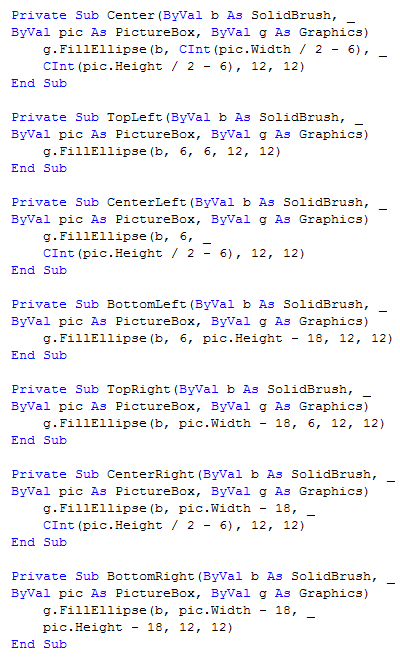 Private Sub Center(ByVal b As SolidBrush, _
ByVal pic As PictureBox, ByVal g As Graphics)
    g.FillEllipse(b, CInt(pic.Width / 2 - 6), _
    CInt(pic.Height / 2 - 6), 12, 12)
End Sub

Private Sub TopLeft(ByVal b As SolidBrush, _
ByVal pic As PictureBox, ByVal g As Graphics)
    g.FillEllipse(b, 6, 6, 12, 12)
End Sub

Private Sub CenterLeft(ByVal b As SolidBrush, _
ByVal pic As PictureBox, ByVal g As Graphics)
    g.FillEllipse(b, 6, _
    CInt(pic.Height / 2 - 6), 12, 12)
End Sub

Private Sub BottomLeft(ByVal b As SolidBrush, _
ByVal pic As PictureBox, ByVal g As Graphics)
    g.FillEllipse(b, 6, pic.Height - 18, 12, 12)
End Sub

Private Sub TopRight(ByVal b As SolidBrush, _
ByVal pic As PictureBox, ByVal g As Graphics)
    g.FillEllipse(b, pic.Width - 18, 6, 12, 12)
End Sub

Private Sub CenterRight(ByVal b As SolidBrush, _
ByVal pic As PictureBox, ByVal g As Graphics)
    g.FillEllipse(b, pic.Width - 18, _
    CInt(pic.Height / 2 - 6), 12, 12)
End Sub

Private Sub BottomRight(ByVal b As SolidBrush, _
ByVal pic As PictureBox, ByVal g As Graphics)
    g.FillEllipse(b, pic.Width - 18, _
    pic.Height - 18, 12, 12)
End Sub